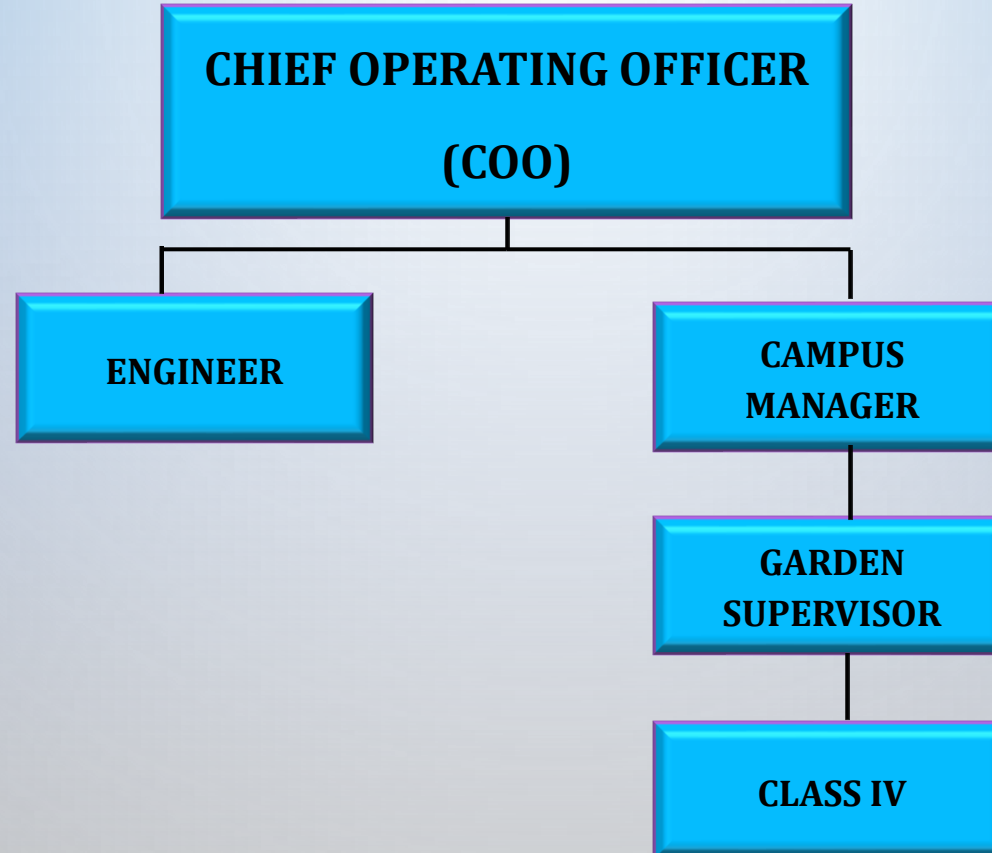 CHIEF OPERATING OFFICER
(COO)
ENGINEER
CAMPUS
MANAGER
GARDEN
SUPERVISOR
CLASS IV